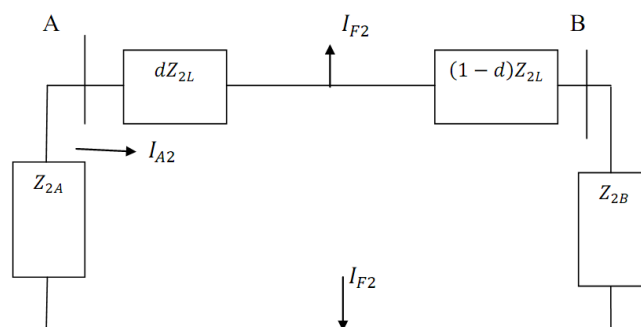 A
I_{F2}
B
dZ_{2L}
(1 − d)Z_{2L}
I_{A2}
Z_{2A}
Z_{2B}
I_{F2}